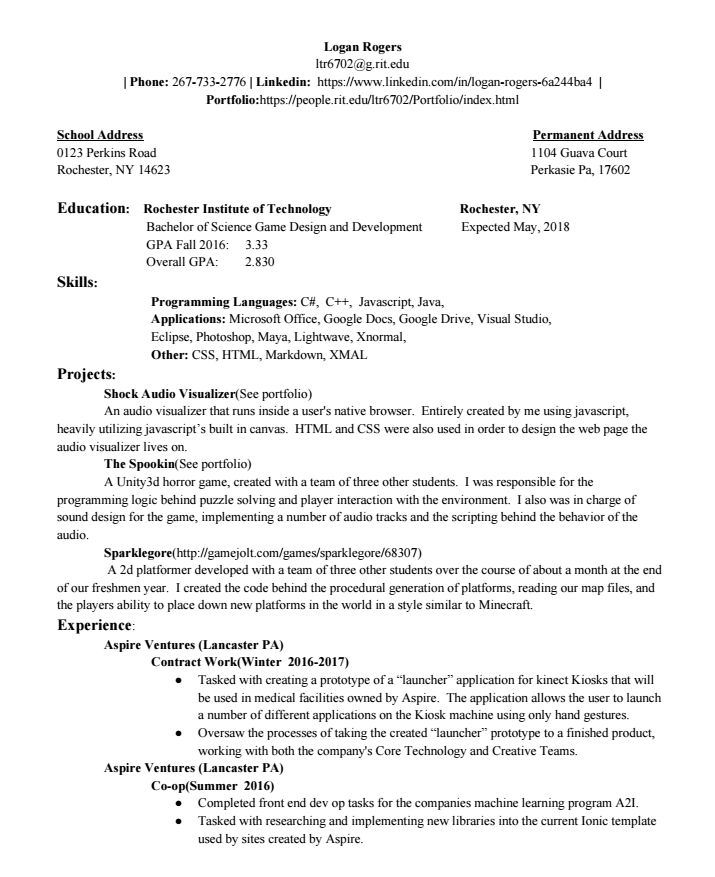 Logan Rogers
ltr6702@g.rit.edu
| Phone: 267-733-2776 | Linkedin: https://www.linkedin.com/in/logan-rogers-6a244ba4 |
Portfolio:https://people.rit.edu/ltr6702/Portfolio/index.html
School Address Permanent Address
0123 Perkins Road 1104 Guava Court
Rochester, NY 14623 Perkasie Pa, 17602
Education: Rochester Institute of Technology Rochester, NY
Bachelor of Science Game Design and Development Expected May, 2018
GPA Fall 2016: 3.33
Overall GPA: 2.830
Skills:
Programming Languages: C#, C++, Javascript, Java,
Applications: Microsoft Office, Google Docs, Google Drive, Visual Studio,
Eclipse, Photoshop, Maya, Lightwave, Xnormal,
Other: CSS, HTML, Markdown, XMAL
Projects:
Shock Audio Visualizer(See portfolio)
An audio visualizer that runs inside a user's native browser. Entirely created by me using javascript,
heavily utilizing javascript’s built in canvas. HTML and CSS were also used in order to design the web page the
audio visualizer lives on.
The Spookin(See portfolio)
A Unity3d horror game, created with a team of three other students. I was responsible for the
programming logic behind puzzle solving and player interaction with the environment. I also was in charge of
sound design for the game, implementing a number of audio tracks and the scripting behind the behavior of the
audio.
Sparklegore(http://gamejolt.com/games/sparklegore/68307)
A 2d platformer developed with a team of three other students over the course of about a month at the end
of our freshmen year. I created the code behind the procedural generation of platforms, reading our map files, and
the players ability to place down new platforms in the world in a style similar to Minecraft.
Experience:
Aspire Ventures (Lancaster PA)
Contract Work(Winter 2016-2017)
● Tasked with creating a prototype of a “launcher” application for kinect Kiosks that will
be used in medical facilities owned by Aspire. The application allows the user to launch
a number of different applications on the Kiosk machine using only hand gestures.
● Oversaw the processes of taking the created “launcher” prototype to a finished product,
working with both the company's Core Technology and Creative Teams.
Aspire Ventures (Lancaster PA)
Co-op(Summer 2016)
● Completed front end dev op tasks for the companies machine learning program A2I.
● Tasked with researching and implementing new libraries into the current Ionic template
used by sites created by Aspire.